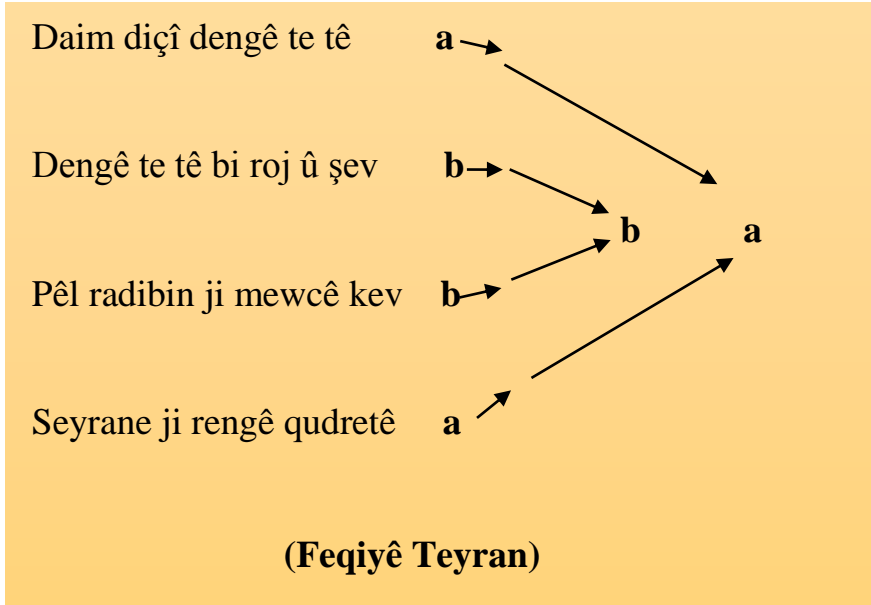 Daim diçî dengê te tê a
Dengê te tê bi roj û şev b
b a
Pêl radibin ji mewcê kev b
Seyrane ji rengê qudretê a
(Feqiyê Teyran)